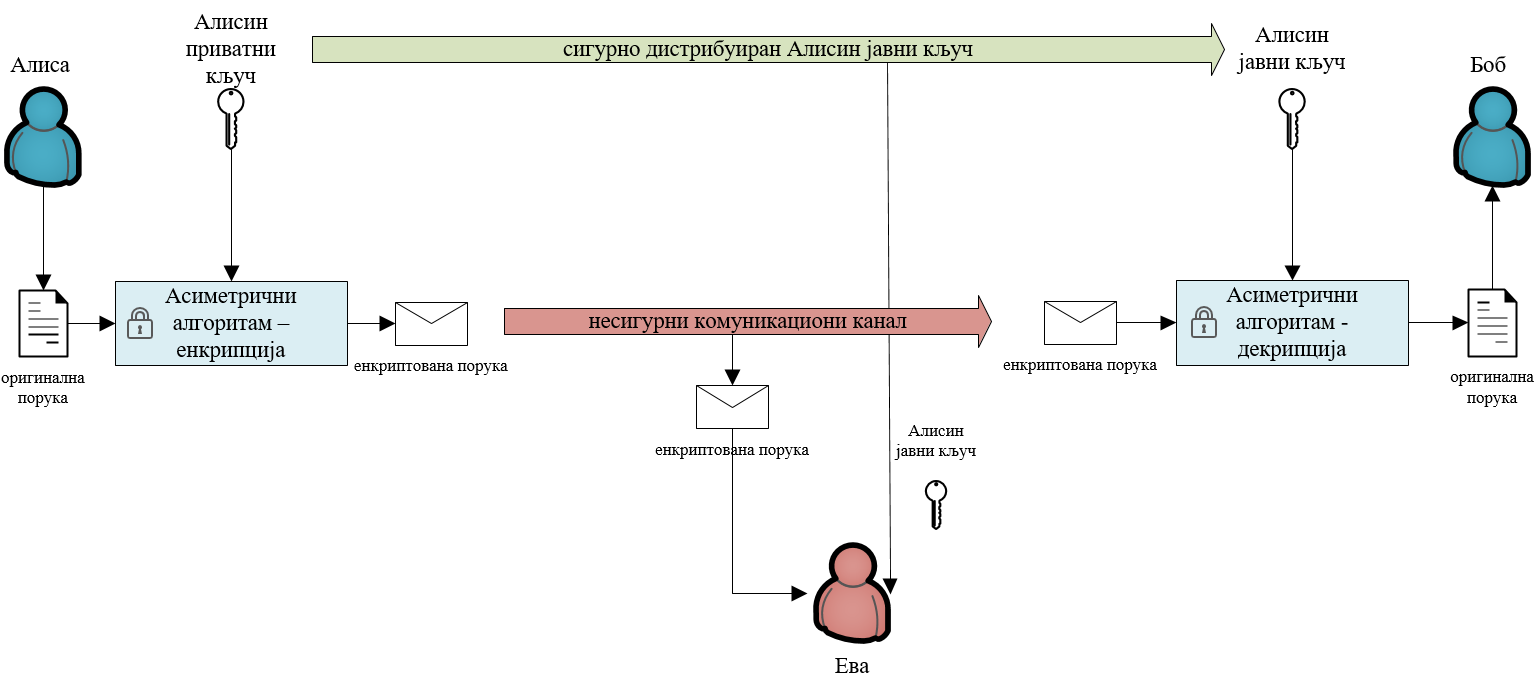 Алиса
Алисин
приватни
кључ
сигурно дистрибуиран Алисин јавни кључ
Алисин
јавни кључ
Боб
Асиметрични
алгоритам –
енкрипција
оригинална
порука
енкриптована порука
несигурни комуникациони канал
енкриптована порука
Асиметрични
алгоритам -
декрипција
оригинална
порука
енкриптована порука
Алисин
јавни кључ
Ева